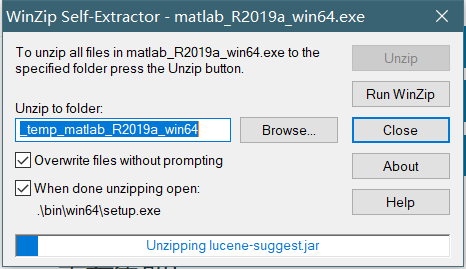 WinZip Self-Extractor - matlab_R2019a_win64.exe
To unzip all files in matlab_R2019a_win64.exe to the
specified folder press the Unzip button.
Unzip to folder:
_temp_matlab_R2019a_win64
Browse...
Overwrite files without prompting
When done unzipping open:
.\bin\win64\setup.exe
Unzip
Run WinZip
Close
About
Help
Unzipping lucene-suggest.jar